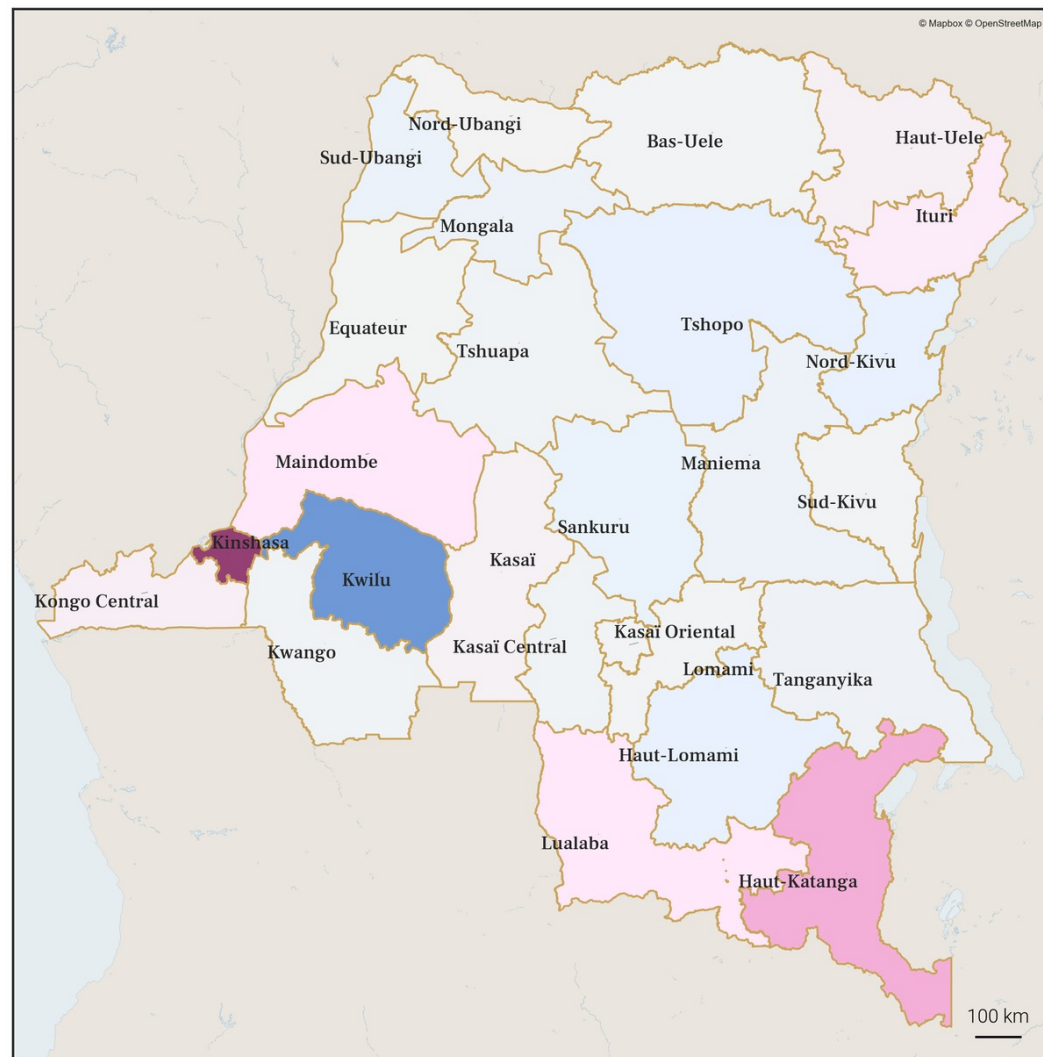 © Mapbox © OpenStreetMap
Nord-Ubangi
Haut-Uele
Bas-Uele
Sud-Ubangi
Ituri
Mongala
Equateur
Tshopo
Tshuapa
Nord-Kivu
Maindombe
Maniema
Sud-Kivu
Sankuru
Kinshasa
Kasaï
Kwilu
Kongo Central
Kasaï Oriental
Kasaï Central
Kwango
Lomami
Tanganyika
Haut-Lomami
Lualaba
Haut-Katanga
100 km